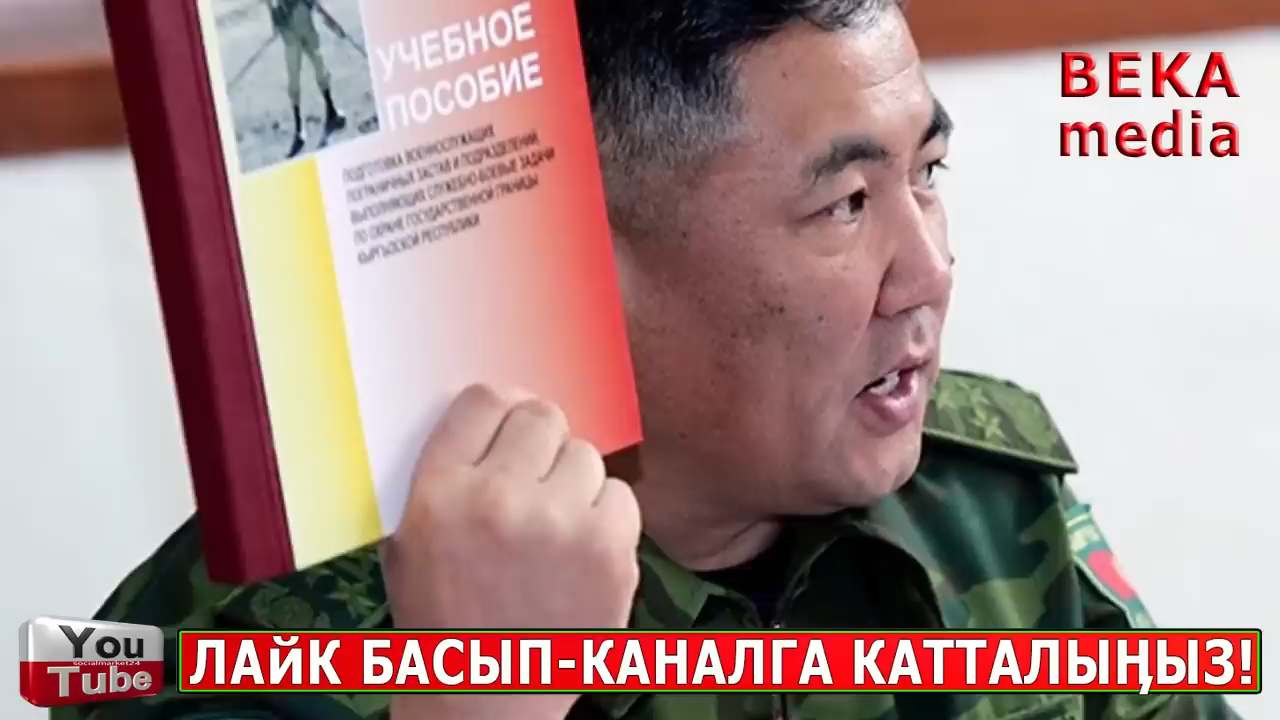 УЧЕБНОЕ
ПОСОБИЕ
ПОДГОТОВКА ВОЕННОСЛУЖАЩИХ
ПОГРАНИЧНЫХ ЗАСТАВ И ПОДРАЗДЕЛЕНИЙ,
ВЫПОЛНЯЮЩИХ СЛУЖЕБНО-БОЕВЫЕ ЗАДАЧИ
ПО ОХРАНЕ ГОСУДАРСТВЕННОЙ ГРАНИЦЫ
КЫРГЫЗСКОЙ РЕСПУБЛИКИ
BEKA
media
You
socialmarket24
Tube
ЛАЙК БАСЫП-КАНАЛГА КАТТАЛЫҢЫЗ!